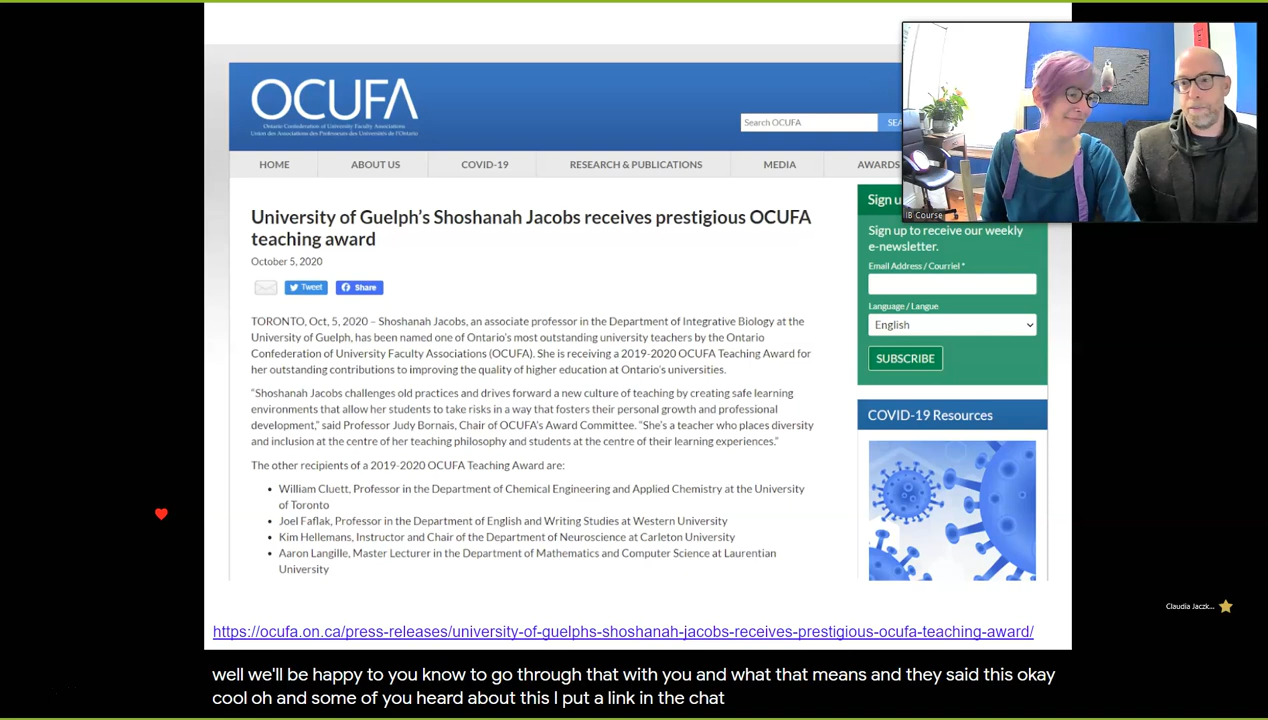 OCUFA
Ontario Confederation of University Faculty Associations
Union des Associations des Professeurs des Universités de l'Ontario
Search OCUFA
SEA
HOME
ABOUT US
COVID-19
RESEARCH & PUBLICATIONS
MEDIA
AWARDS
IB Course
University of Guelph's Shoshanah Jacobs receives prestigious OCUFA
teaching award
October 5, 2020
Tweet
Share
TORONTO, Oct, 5, 2020 – Shoshanah Jacobs, an associate professor in the Department of Integrative Biology at the
University of Guelph, has been named one of Ontario's most outstanding university teachers by the Ontario
Confederation of University Faculty Associations (OCUFA). She is receiving a 2019-2020 OCUFA Teaching Award for
her outstanding contributions to improving the quality of higher education at Ontario's universities.
"Shoshanah Jacobs challenges old practices and drives forward a new culture of teaching by creating safe learning
environments that allow her students to take risks in a way that fosters their personal growth and professional
development," said Professor Judy Bornais, Chair of OCUFA's Award Committee. "She's a teacher who places diversity
and inclusion at the centre of her teaching philosophy and students at the centre of their learning experiences."
The other recipients of a 2019-2020 OCUFA Teaching Award are:
• William Cluett, Professor in the Department of Chemical Engineering and Applied Chemistry at the University
of Toronto
• Joel Faflak, Professor in the Department of English and Writing Studies at Western University
• Kim Hellemans, Instructor and Chair of the Department of Neuroscience at Carleton University
• Aaron Langille, Master Lecturer in the Department of Mathematics and Computer Science at Laurentian
University
Sign u
Sign up to receive our weekly
e-newsletter.
Email Address / Courriel *
Language / Langue
English
SUBSCRIBE
COVID-19 Resources
Claudia Jaczk...
https://ocufa.on.ca/press-releases/university-of-guelphs-shoshanah-jacobs-receives-prestigious-ocufa-teaching-award/
well we'll be happy to you know to go through that with you and what that means and they said this okay
cool oh and some of you heard about this I put a link in the chat